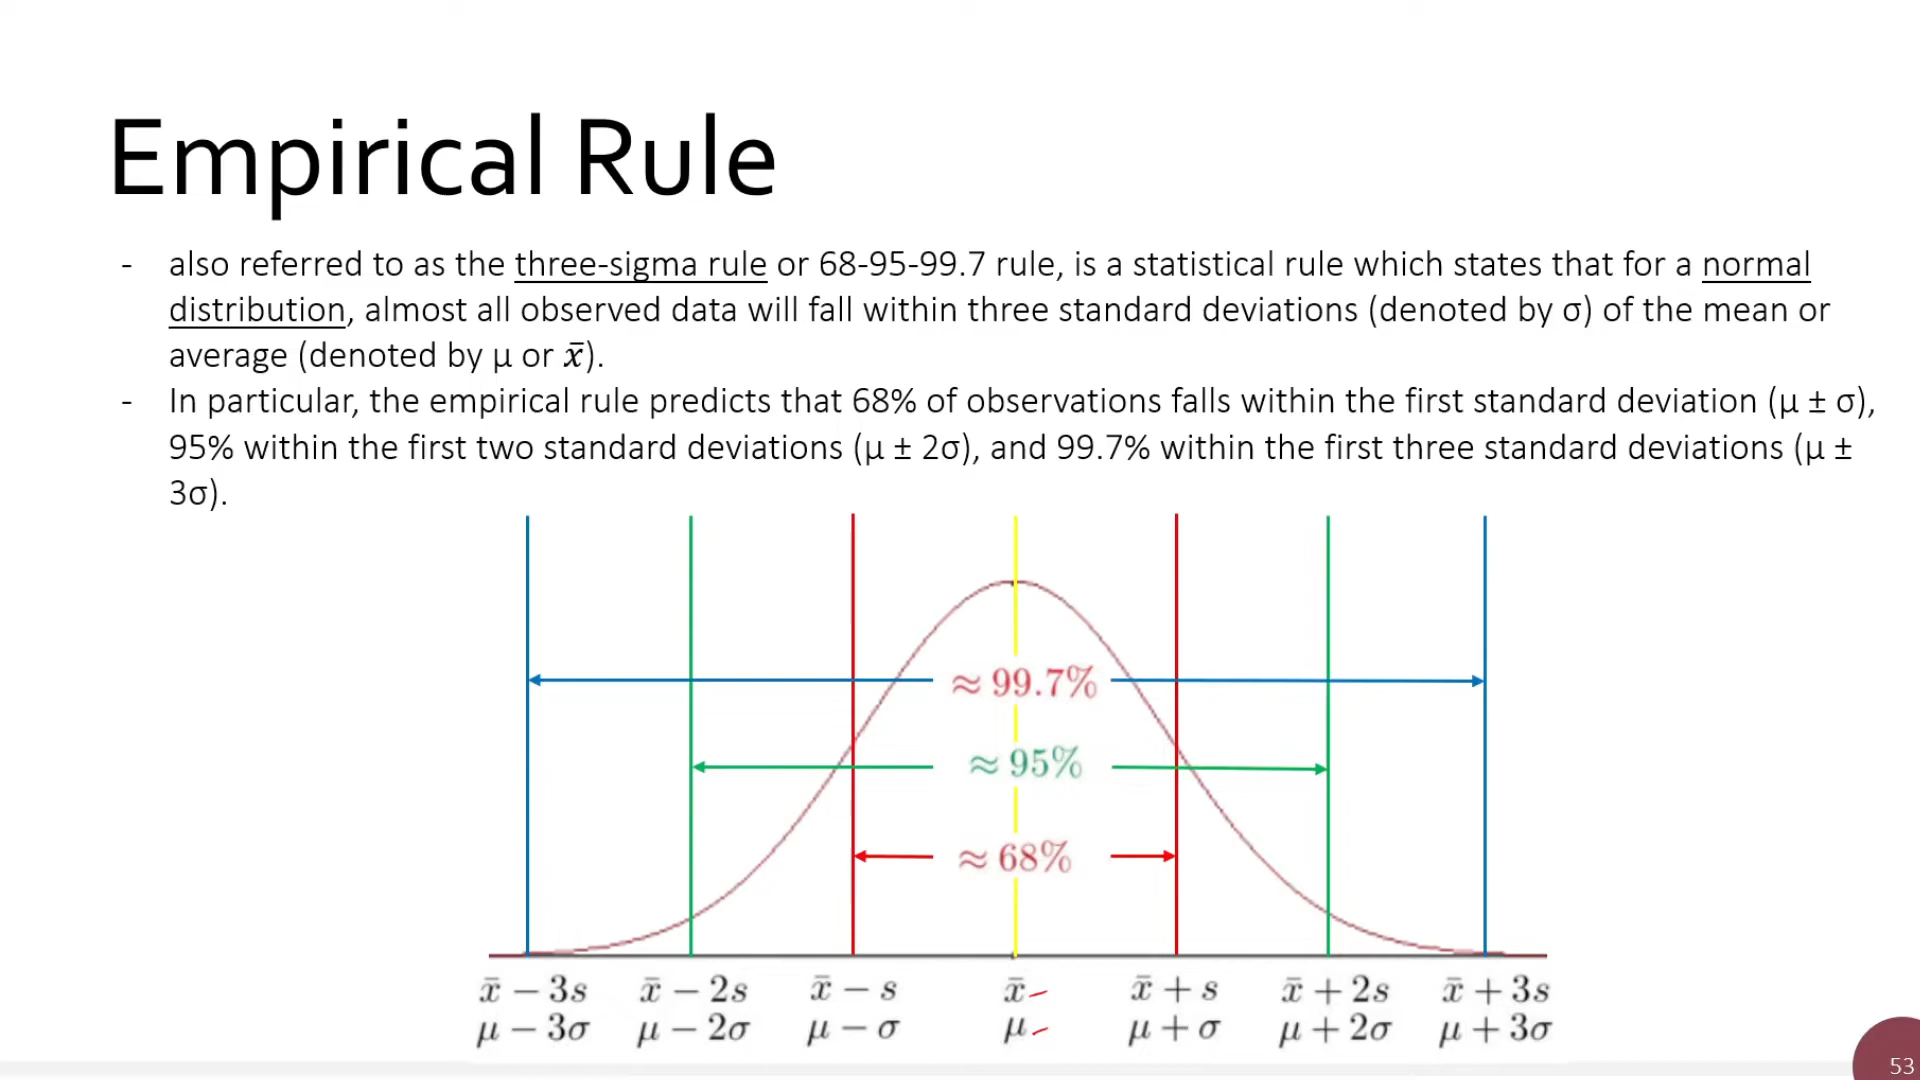 Empirical Rule
- also referred to as the three-sigma rule or 68-95-99.7 rule, is a statistical rule which states that for a normal
distribution, almost all observed data will fall within three standard deviations (denoted by σ) of the mean or
average (denoted by μ or x̄).
- In particular, the empirical rule predicts that 68% of observations falls within the first standard deviation (μ ± σ),
95% within the first two standard deviations (μ ± 2σ), and 99.7% within the first three standard deviations (μ ±
3σ).
≈ 99.7%
≈ 95%
≈ 68%
x̄ − 3s x̄ − 2s x̄ − s x̄ x̄ + s x̄ + 2s x̄ + 3s
μ − 3σ μ − 2σ μ − σ μ μ + σ μ + 2σ μ + 3σ
53